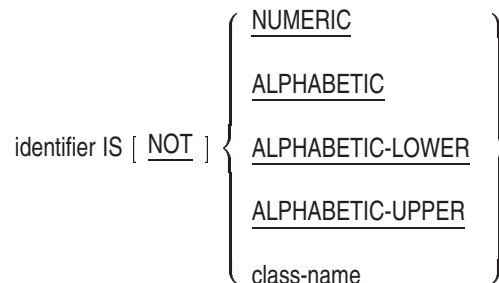 NUMERIC
ALPHABETIC
identifier IS [ NOT ] ALPHABETIC-LOWER
ALPHABETIC-UPPER
class-name